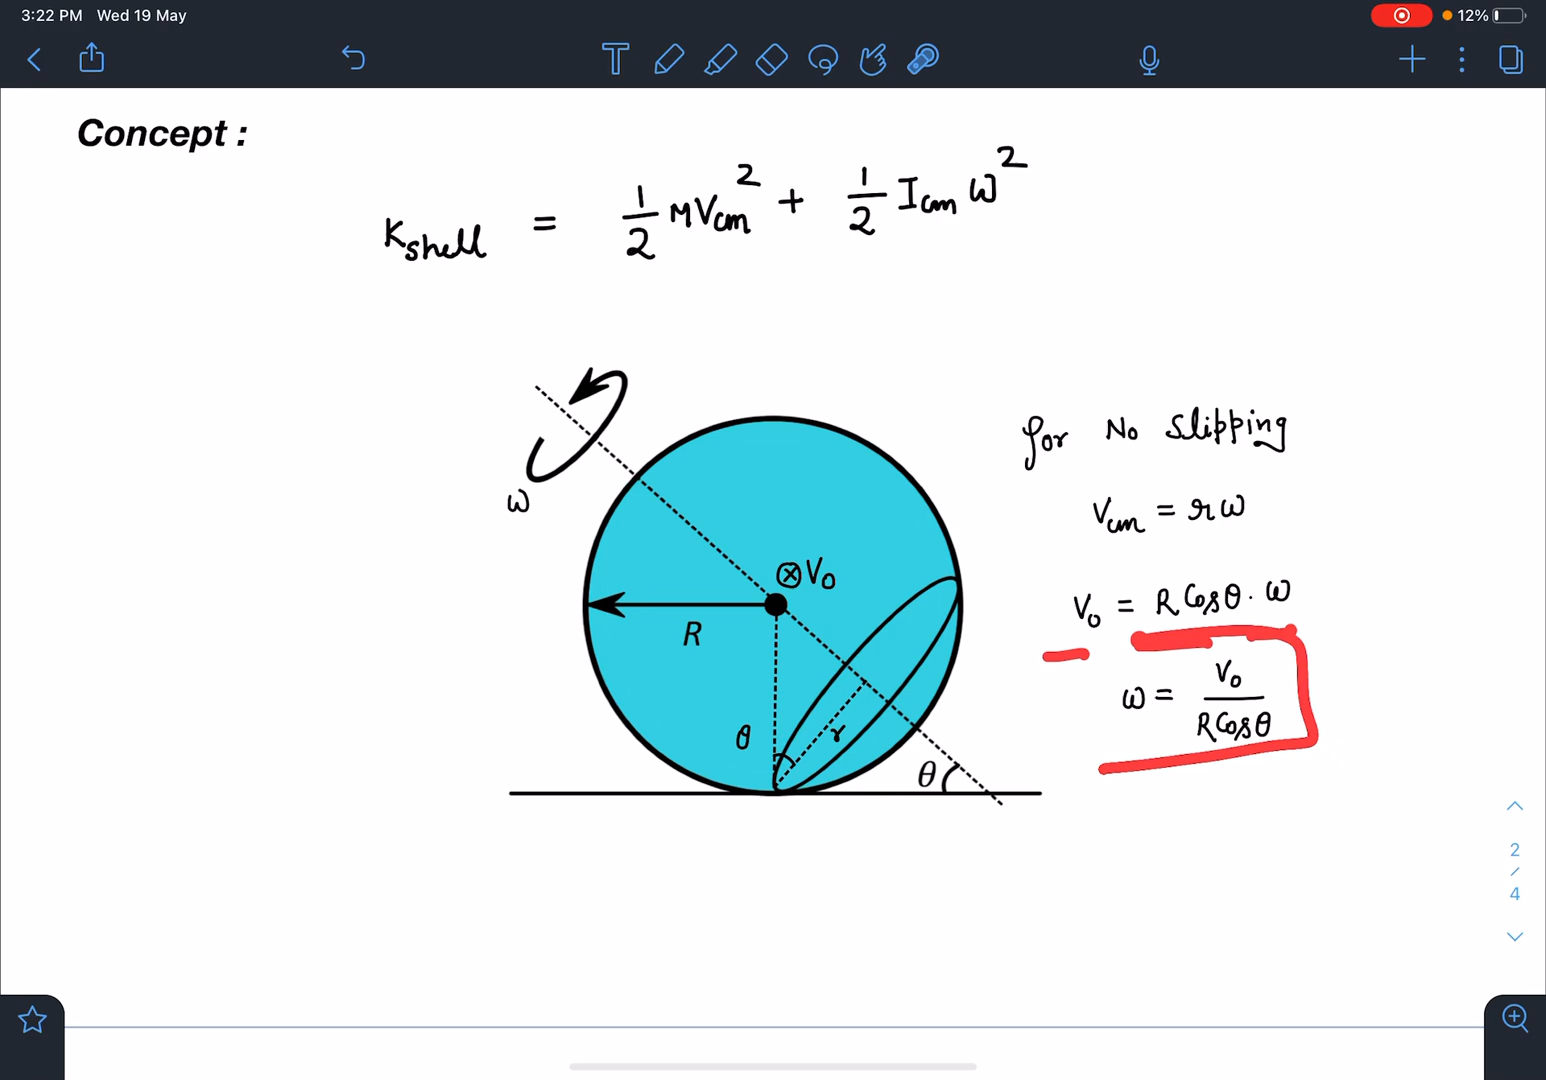 3:22 PM Wed 19 May 12%
Concept :
K_shell = 1/2 MV_cm^2 + 1/2 I_cm ω^2
ω
⊗V₀
R
θ
r
θ
for No slipping
V_cm = rω
V₀ = R Cosθ · ω
ω = V₀ / R Cosθ
2
/
4